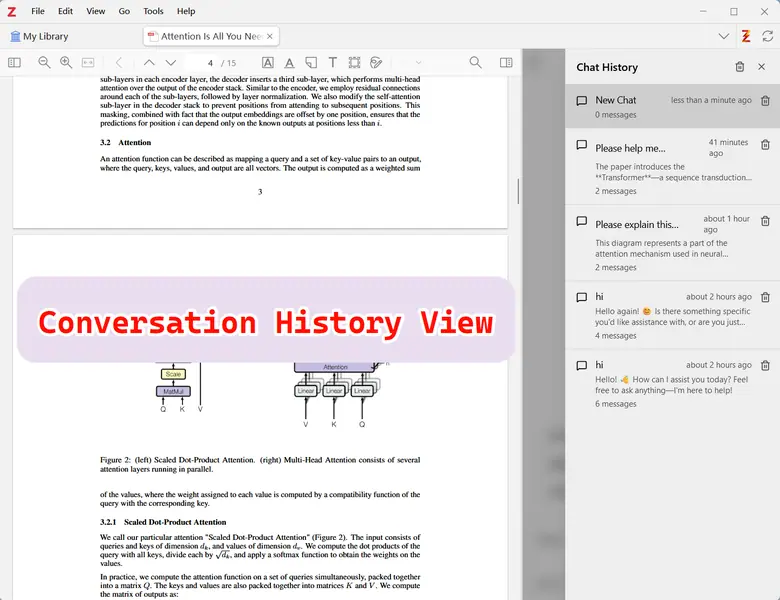 Z File Edit View Go Tools Help
My Library
Attention Is All You Nee...
4 / 15
sub-layers in each encoder layer, the decoder inserts a third sub-layer, which performs multi-head
attention over the output of the encoder stack. Similar to the encoder, we employ residual connections
around each of the sub-layers, followed by layer normalization. We also modify the self-attention
sub-layer in the decoder stack to prevent positions from attending to subsequent positions. This
masking, combined with fact that the output embeddings are offset by one position, ensures that the
predictions for position i can depend only on the known outputs at positions less than i.
3.2 Attention
An attention function can be described as mapping a query and a set of key-value pairs to an output,
where the query, keys, values, and output are all vectors. The output is computed as a weighted sum
3
Conversation History View
Scale
MatMul
Q K V
Attention
Linear Linear Linear
V K Q
Figure 2: (left) Scaled Dot-Product Attention. (right) Multi-Head Attention consists of several
attention layers running in parallel.
of the values, where the weight assigned to each value is computed by a compatibility function of the
query with the corresponding key.
3.2.1 Scaled Dot-Product Attention
We call our particular attention "Scaled Dot-Product Attention" (Figure 2). The input consists of
queries and keys of dimension dk, and values of dimension dv. We compute the dot products of the
query with all keys, divide each by √dk, and apply a softmax function to obtain the weights on the
values.
In practice, we compute the attention function on a set of queries simultaneously, packed together
into a matrix Q. The keys and values are also packed together into matrices K and V. We compute
the matrix of outputs as:
Chat History
New Chat less than a minute ago
0 messages
Please help me... 41 minutes
ago
The paper introduces the
**Transformer**—a sequence transduction...
2 messages
Please explain this... about 1 hour
ago
This diagram represents a part of the
attention mechanism used in neural...
2 messages
hi about 2 hours ago
Hello again! 😊 Is there something specific
you'd like assistance with, or are you just...
4 messages
hi about 2 hours ago
Hello! 👋 How can I assist you today? Feel
free to ask anything—I'm here to help!
6 messages